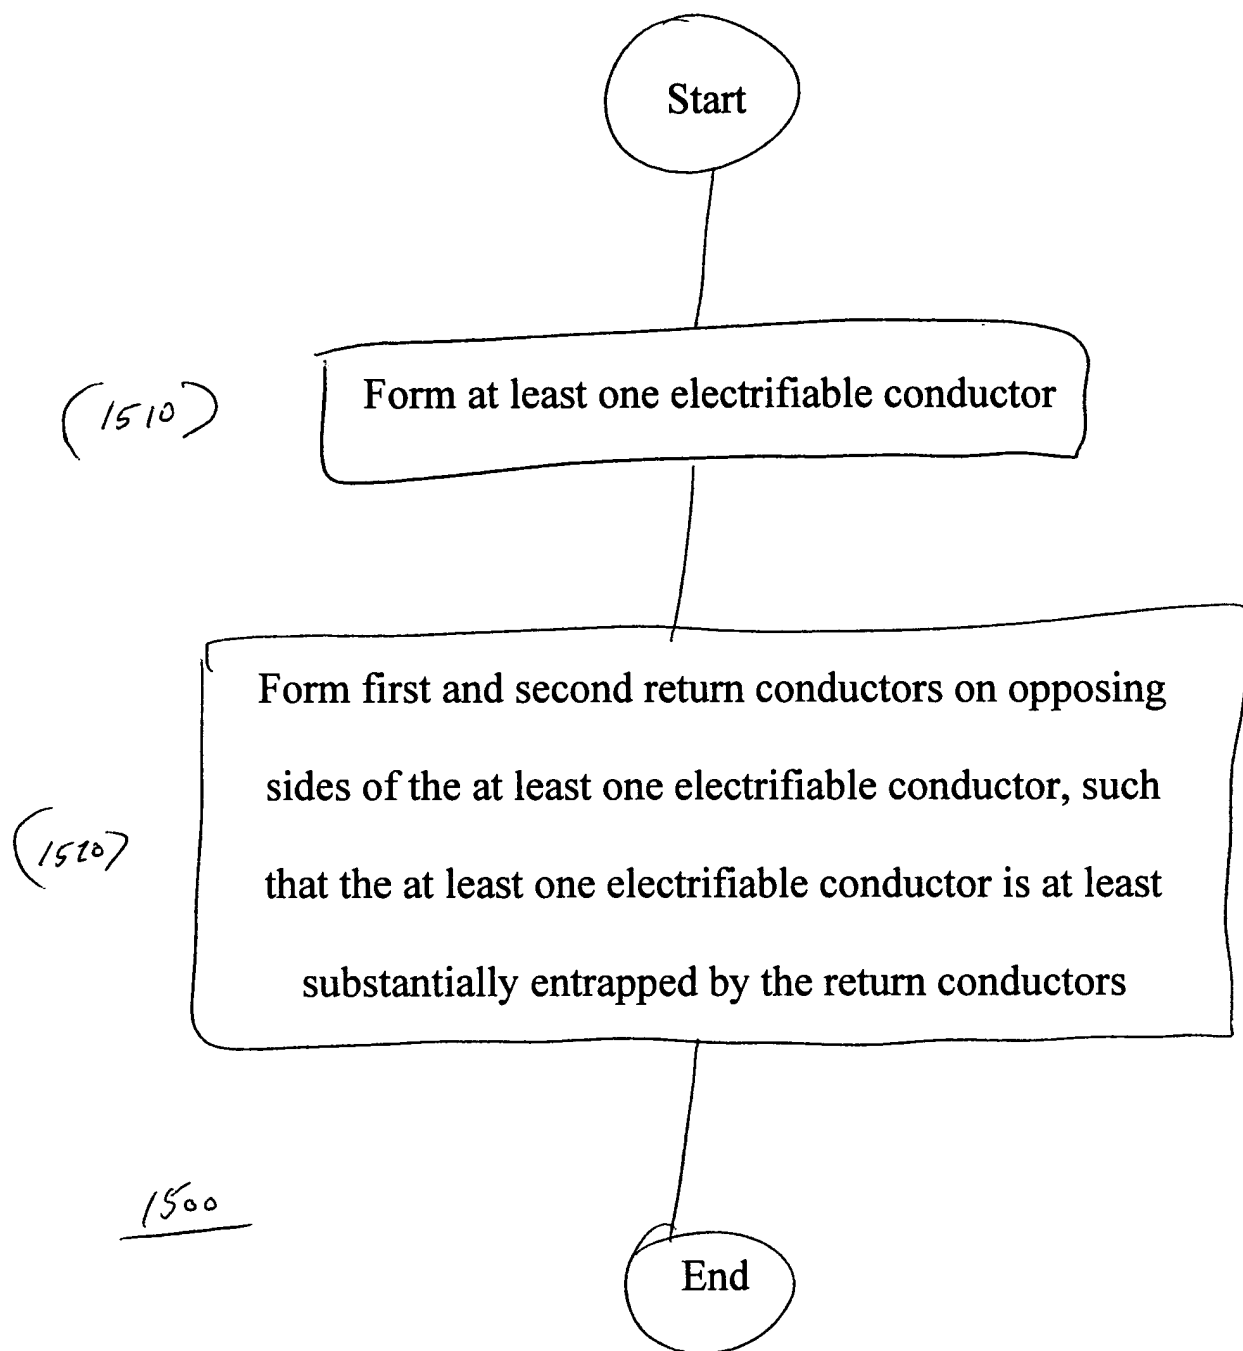 Start
(1510)
Form at least one electrifiable conductor
Form first and second return conductors on opposing
sides of the at least one electrifiable conductor, such
(1520)
that the at least one electrifiable conductor is at least
substantially entrapped by the return conductors
1500
End